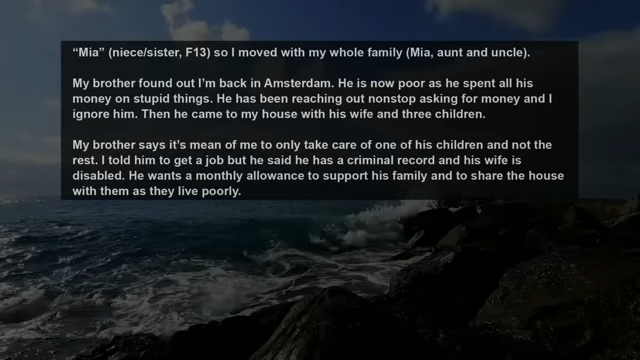 “Mia” (niece/sister, F13) so I moved with my whole family (Mia, aunt and uncle).
My brother found out I’m back in Amsterdam. He is now poor as he spent all his
money on stupid things. He has been reaching out nonstop asking for money and I
ignore him. Then he came to my house with his wife and three children.
My brother says it’s mean of me to only take care of one of his children and not the
rest. I told him to get a job but he said he has a criminal record and his wife is
disabled. He wants a monthly allowance to support his family and to share the house
with them as they live poorly.